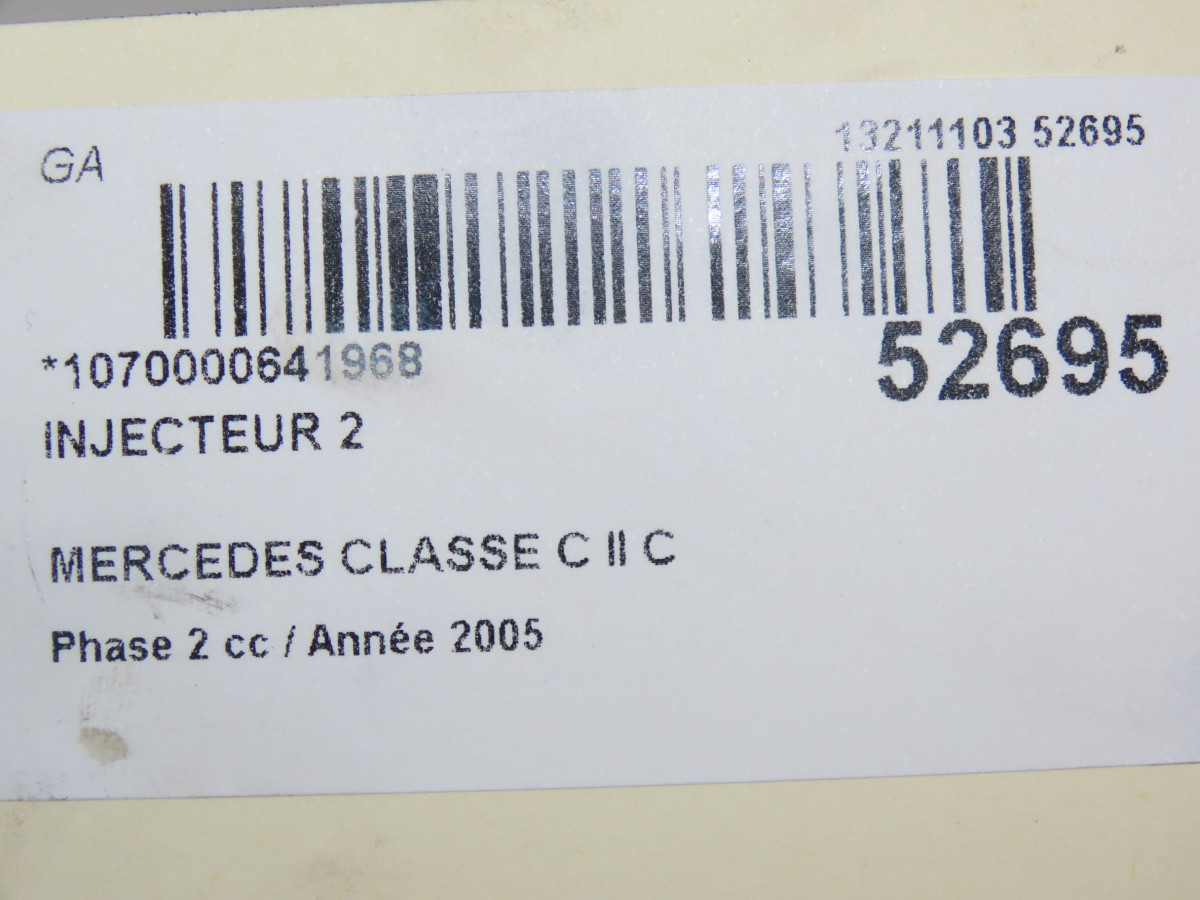 GA
13211103 52695
*1070000641968
52695
INJECTEUR 2
MERCEDES CLASSE C II C
Phase 2 cc / Année 2005